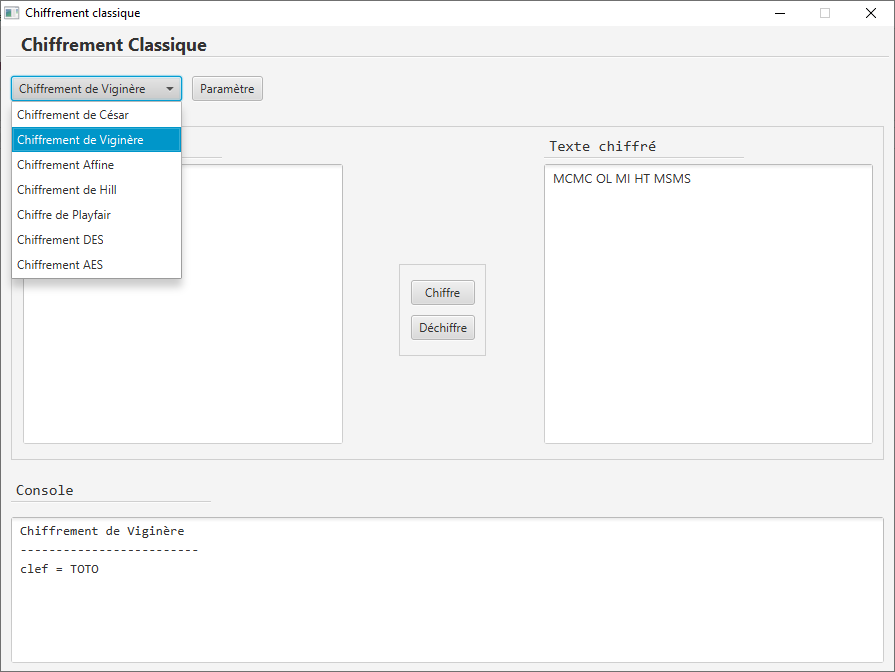 Chiffrement classique
Chiffrement Classique
Chiffrement de Viginère
Paramètre
Chiffrement de César
Chiffrement de Viginère
Chiffrement Affine
Chiffrement de Hill
Chiffre de Playfair
Chiffrement DES
Chiffrement AES
Texte chiffré
MCMC OL MI HT MSMS
Chiffre
Déchiffre
Console
Chiffrement de Viginère
-------------------------
clef = TOTO